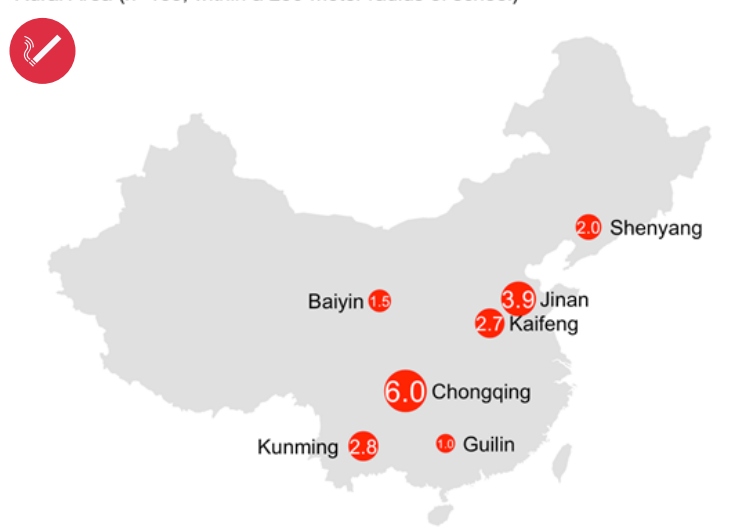 2.0 Shenyang
Baiyin 1.5
3.9 Jinan
2.7 Kaifeng
6.0 Chongqing
Kunming 2.8
1.0 Guilin